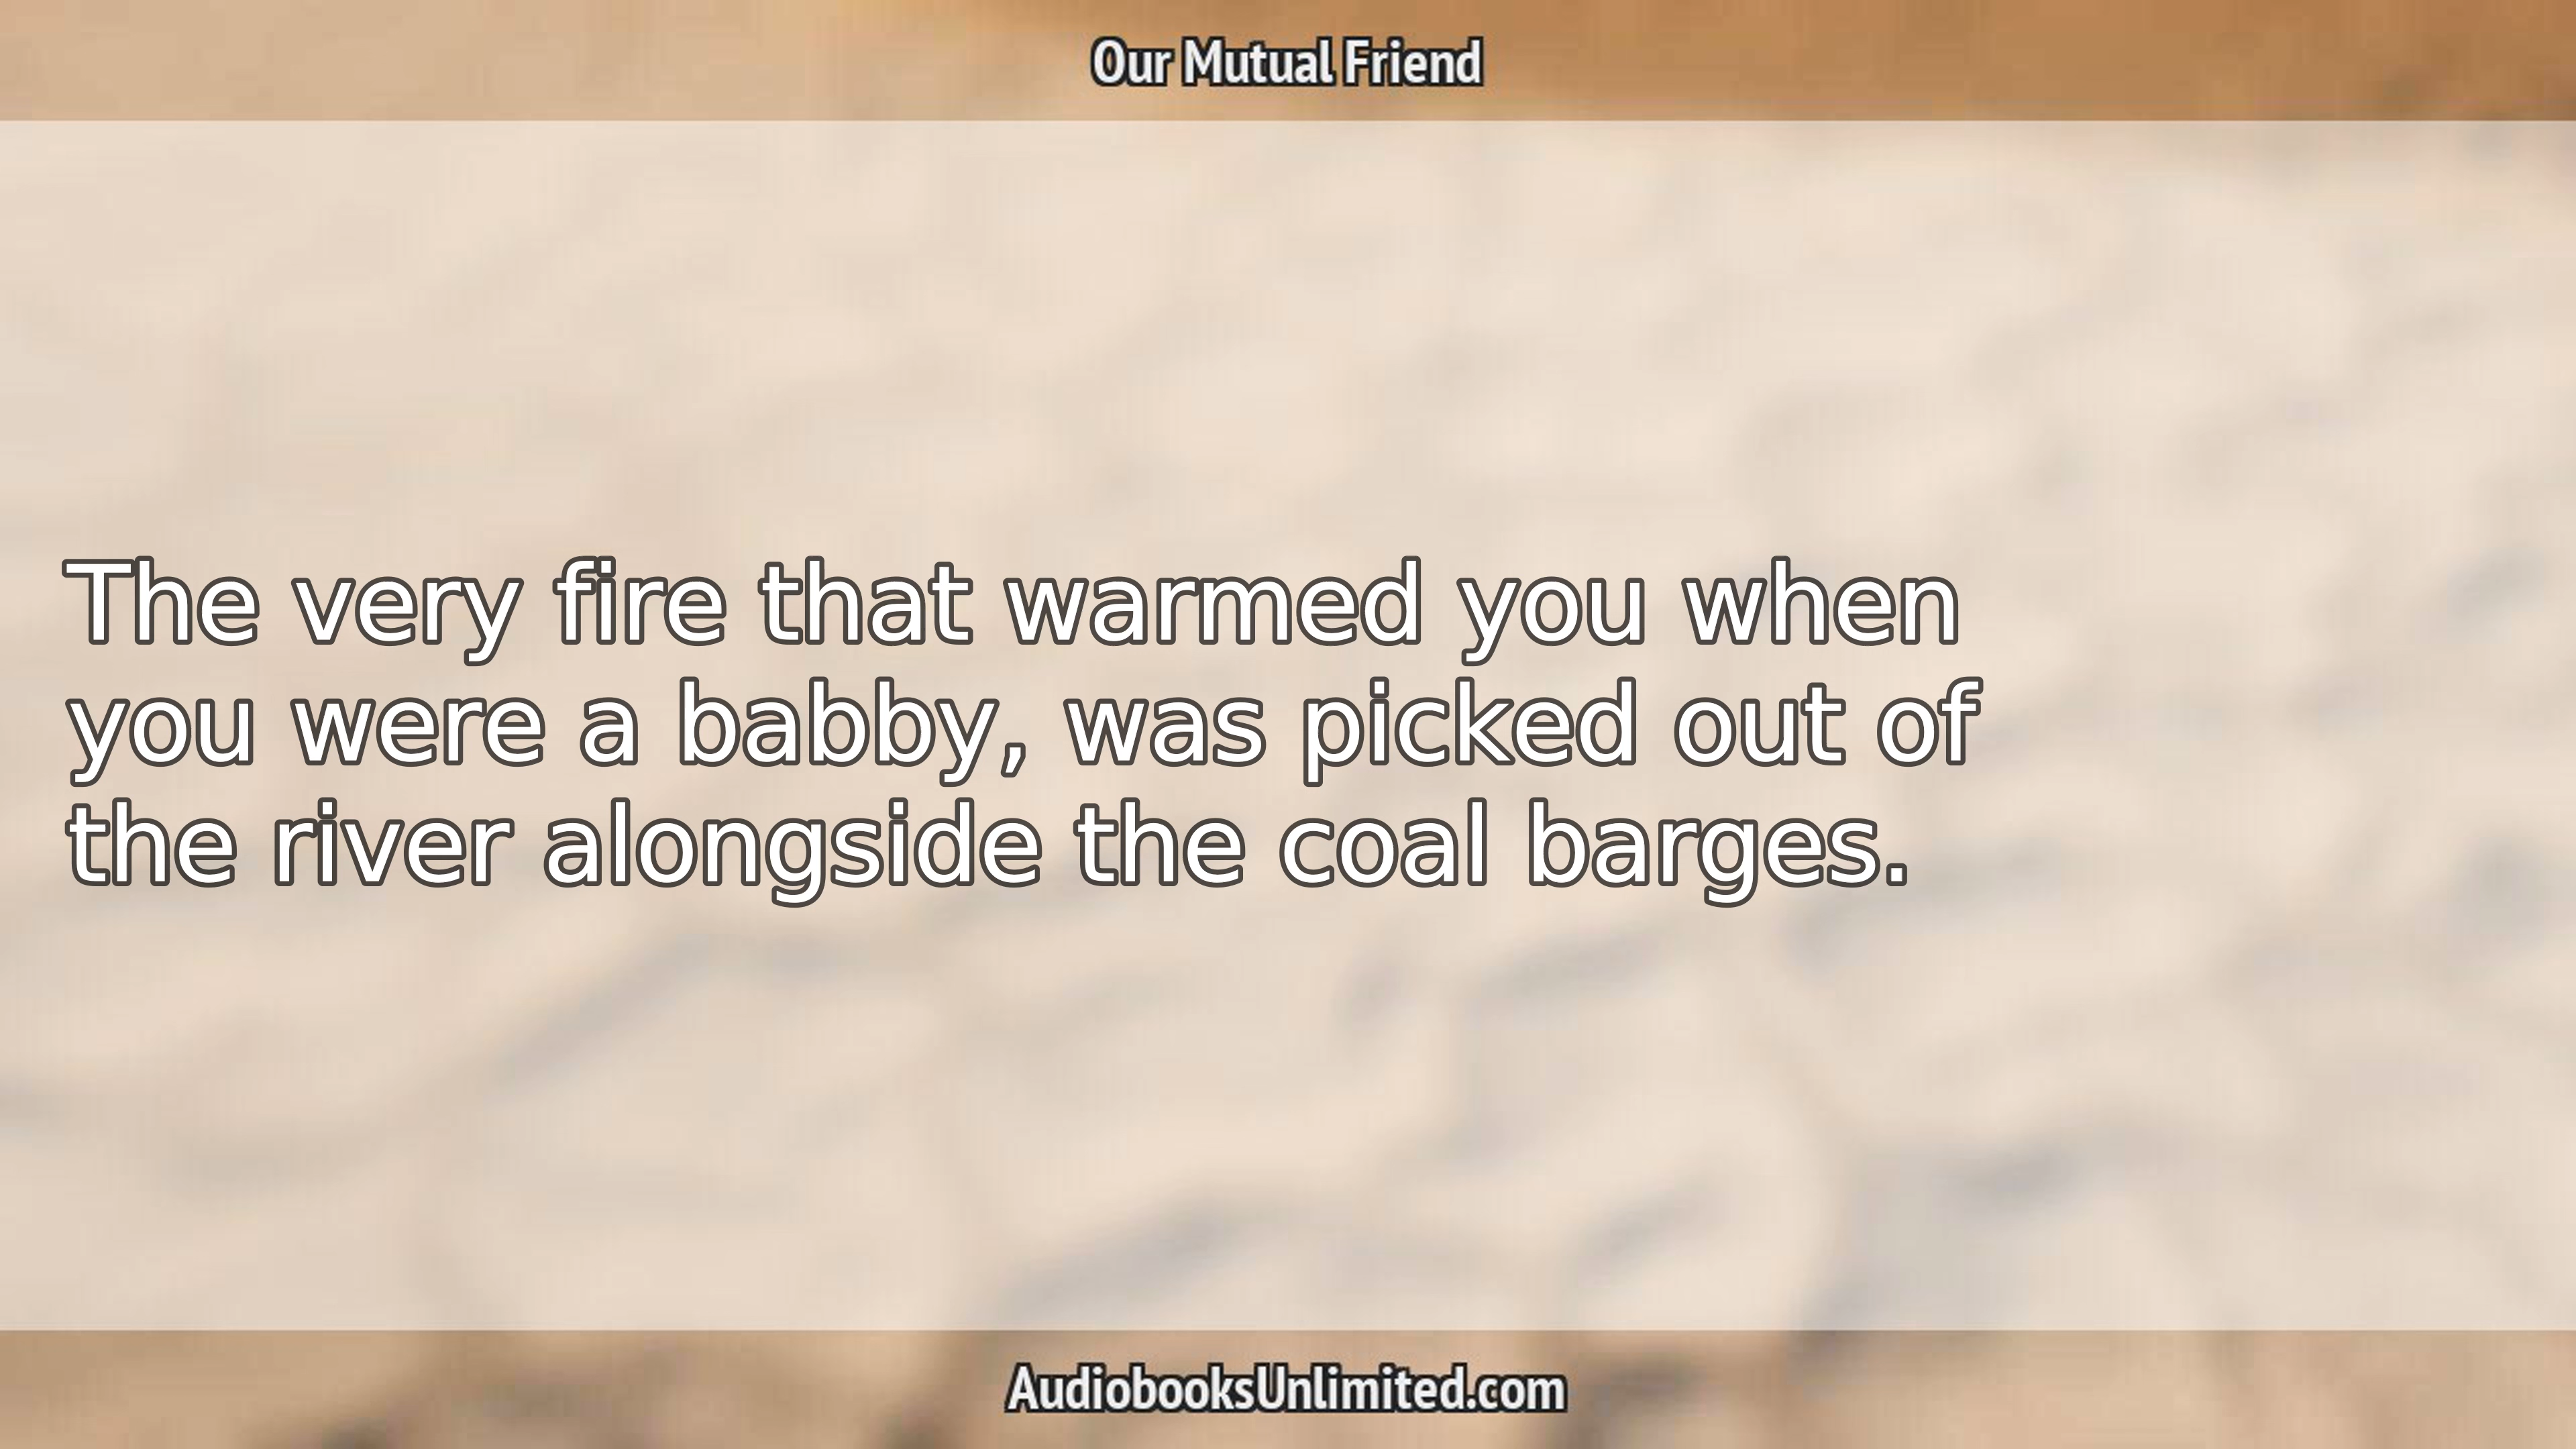 Our Mutual Friend
The very fire that warmed you when
you were a babby, was picked out of
the river alongside the coal barges.
AudiobooksUnlimited.com